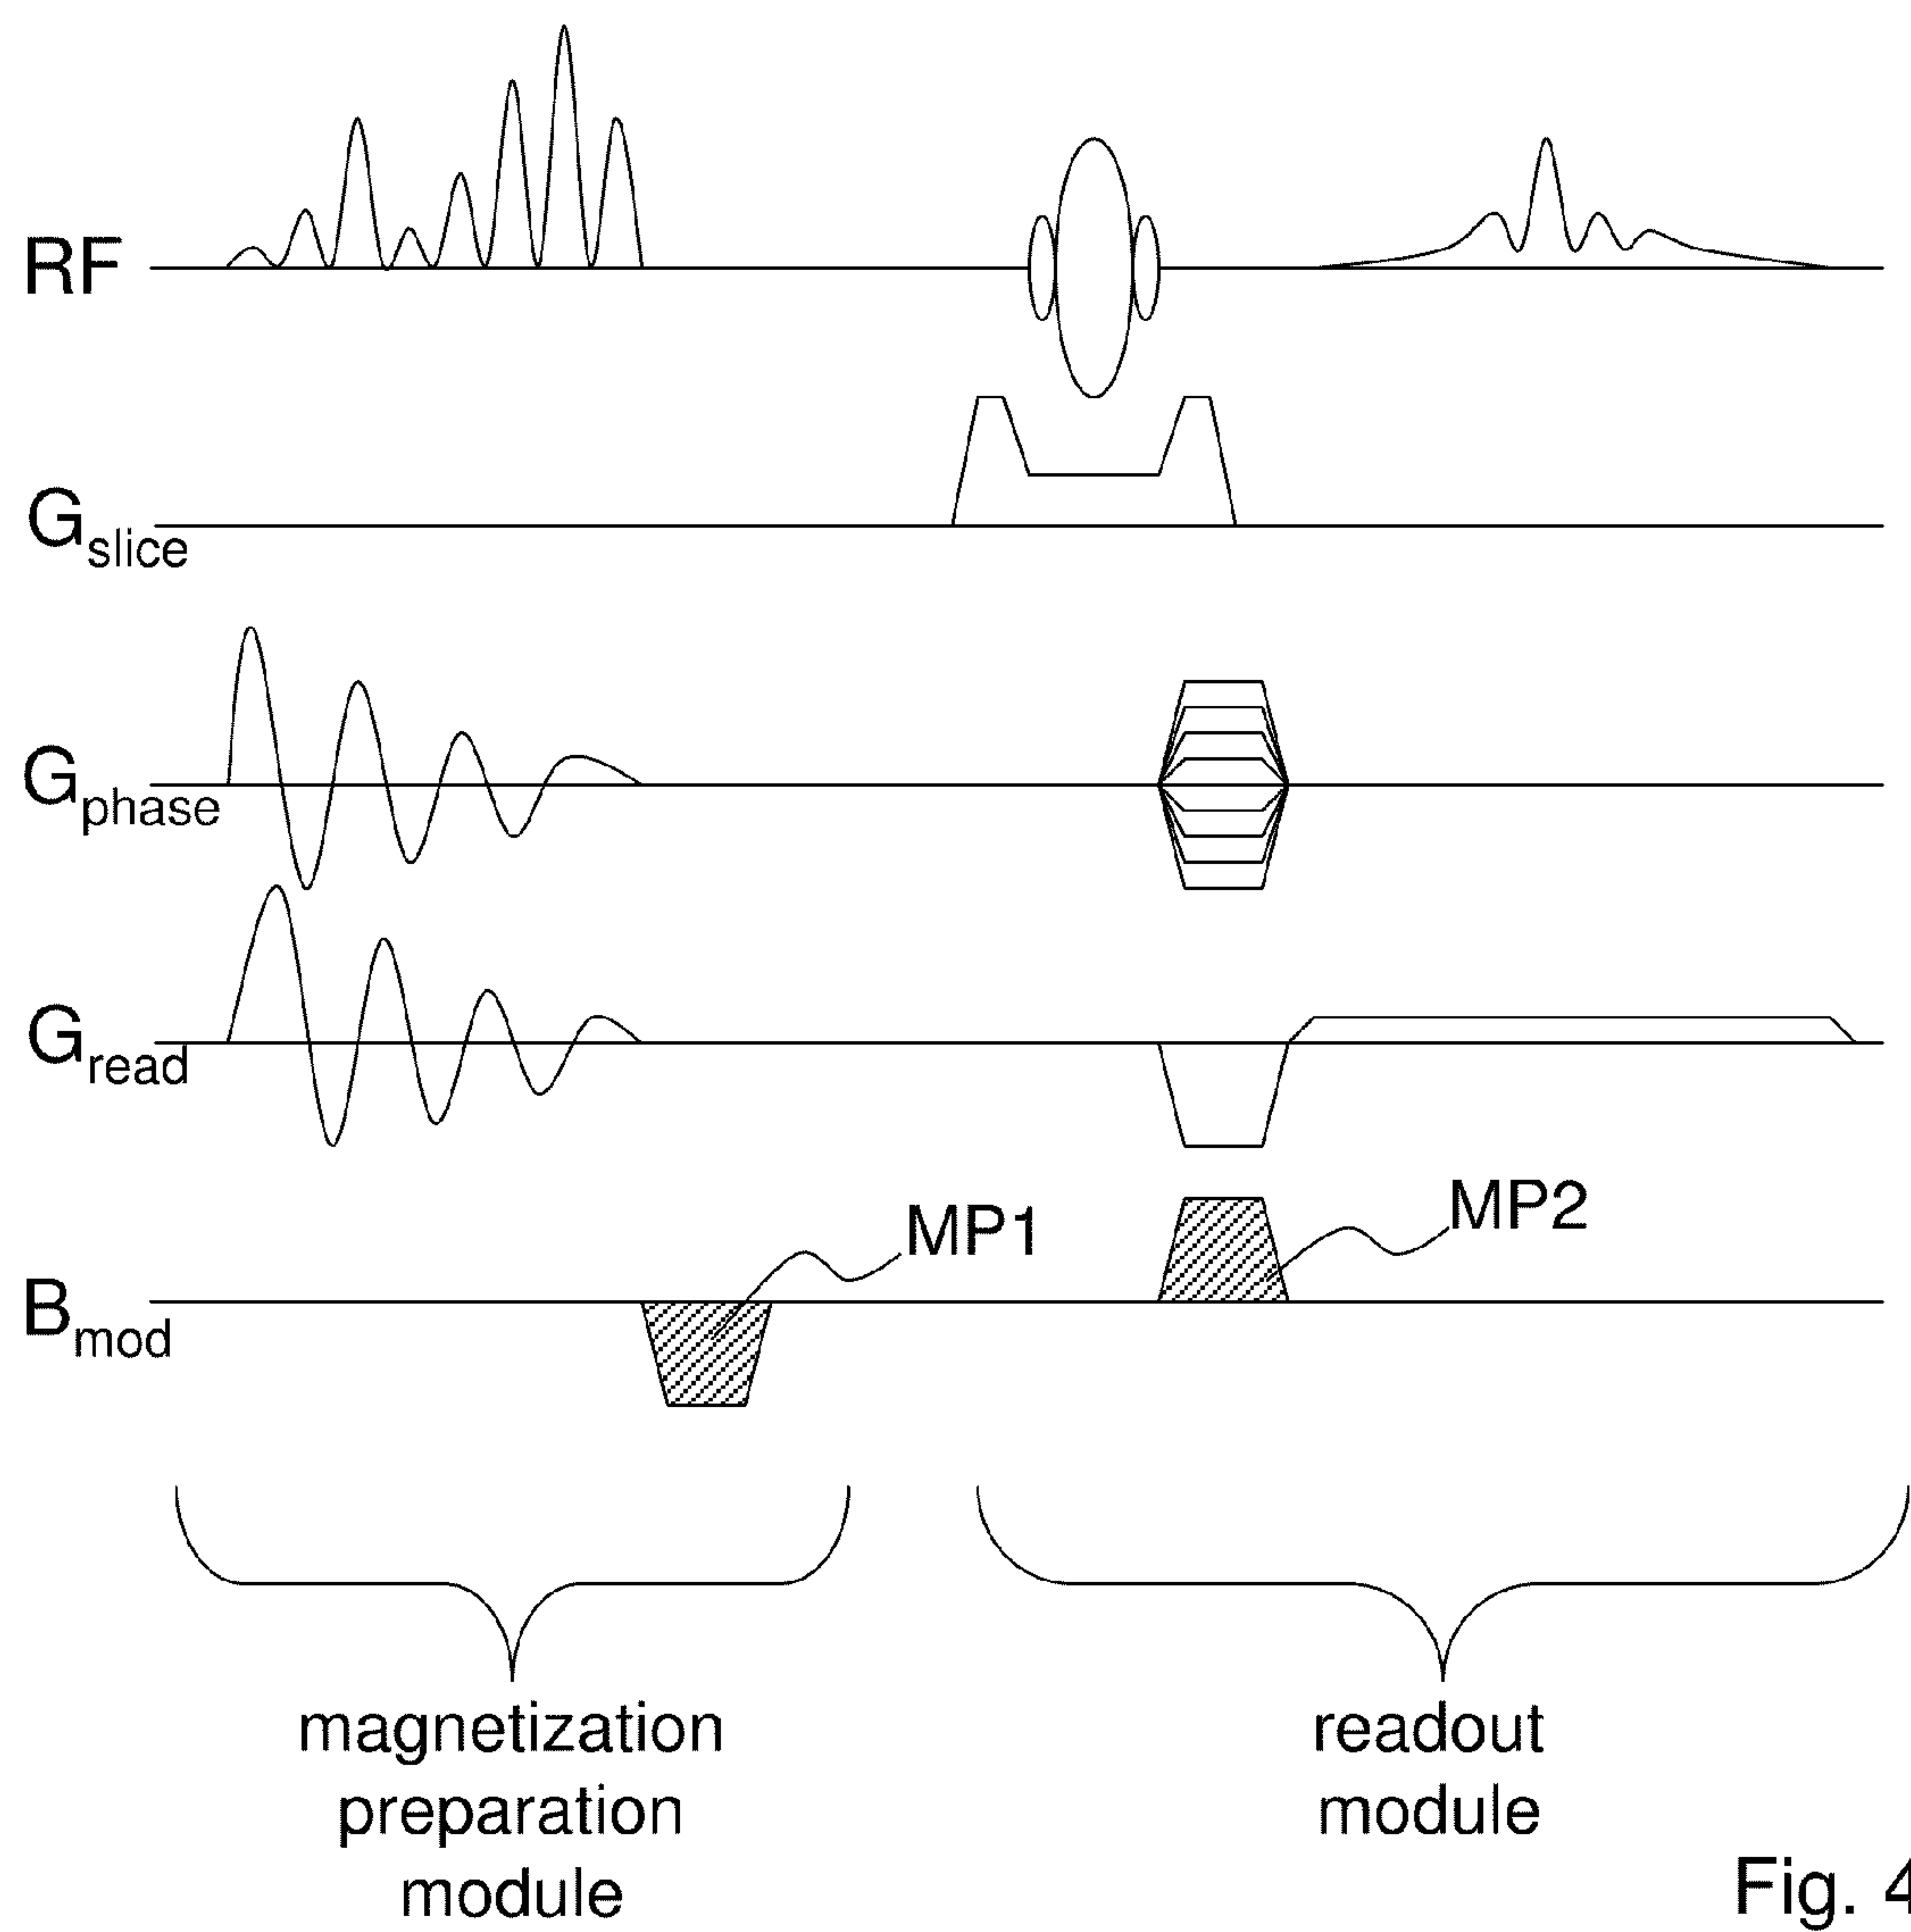 RF
Gslice
Gphase
Gread
MP1
MP2
Bmod
magnetization
preparation
module
readout
module
Fig. 4